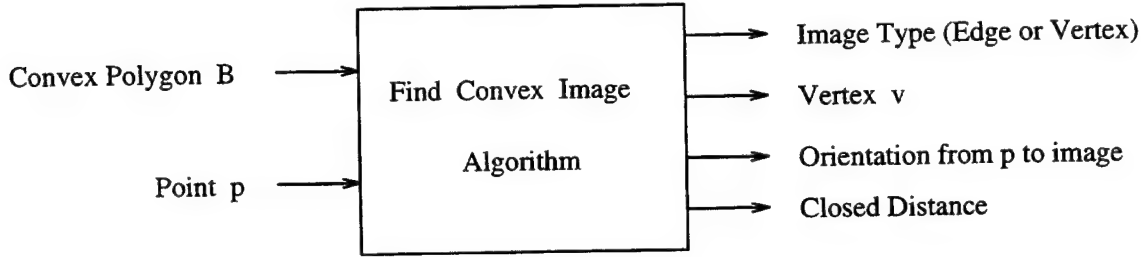 Convex Polygon B
Point p
Find Convex Image
Algorithm
Image Type (Edge or Vertex)
Vertex v
Orientation from p to image
Closed Distance